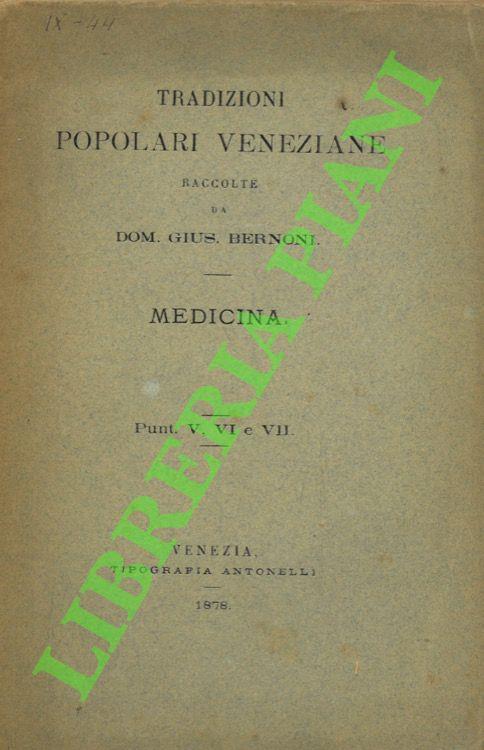 IX-44
TRADIZIONI
POPOLARI VENEZIANE
RACCOLTE
DA
DOM. GIUS. BERNONI.
MEDICINA.
Punt. V, VI e VII.
VENEZIA,
TIPOGRAFIA ANTONELLI
1878.
LIBRERIA PIANI